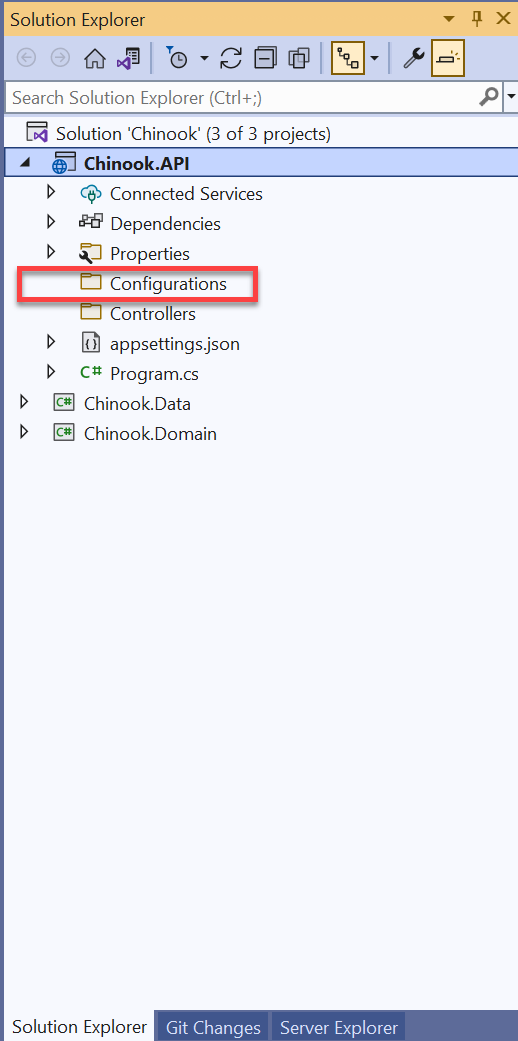 Solution Explorer
Search Solution Explorer (Ctrl+;)
Solution 'Chinook' (3 of 3 projects)
Chinook.API
Connected Services
Dependencies
Properties
Configurations
Controllers
appsettings.json
C# Program.cs
C# Chinook.Data
C# Chinook.Domain
Solution Explorer Git Changes Server Explorer